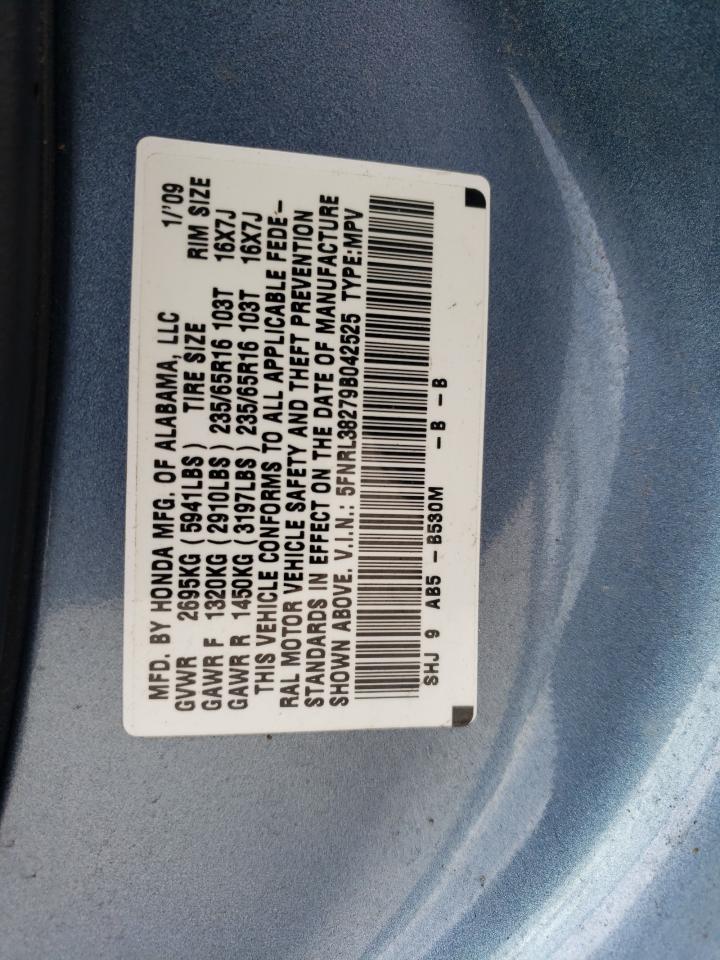 MFD. BY HONDA MFG. OF ALABAMA, LLC 1/'09
GVWR 2695KG ( 5941LBS ) TIRE SIZE RIM SIZE
GAWR F 1320KG ( 2910LBS ) 235/65R16 103T 16X7J
GAWR R 1450KG ( 3197LBS ) 235/65R16 103T 16X7J
THIS VEHICLE CONFORMS TO ALL APPLICABLE FEDE-
RAL MOTOR VEHICLE SAFETY AND THEFT PREVENTION
STANDARDS IN EFFECT ON THE DATE OF MANUFACTURE
SHOWN ABOVE. V.I.N.: 5FNRL38279B042525 TYPE:MPV
SHJ 9 AB5 - B530M - B - B